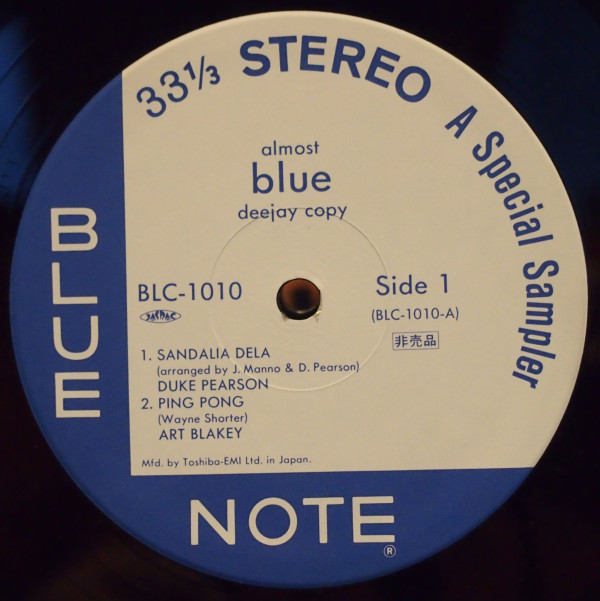 33⅓ STEREO A Special Sampler
almost
blue
deejay copy
BLC-1010
JASRAC
Side 1
(BLC-1010-A)
非売品
1. SANDALIA DELA
(arranged by J. Manno & D. Pearson)
DUKE PEARSON
2. PING PONG
(Wayne Shorter)
ART BLAKEY
Mfd. by Toshiba-EMI Ltd. in Japan.
BLUE
NOTE®